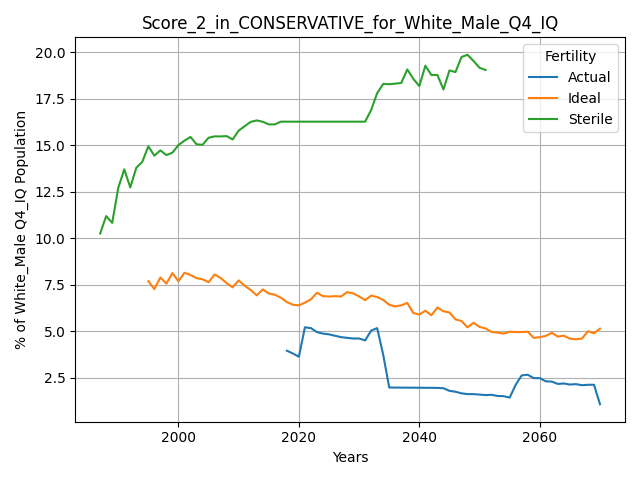 Score_2_in_CONSERVATIVE_for_White_Male_Q4_IQ
% of White_Male Q4_IQ Population
20.0
17.5
15.0
12.5
10.0
7.5
5.0
2.5
Fertility
Actual
Ideal
Sterile
2000
2020
2040
2060
Years